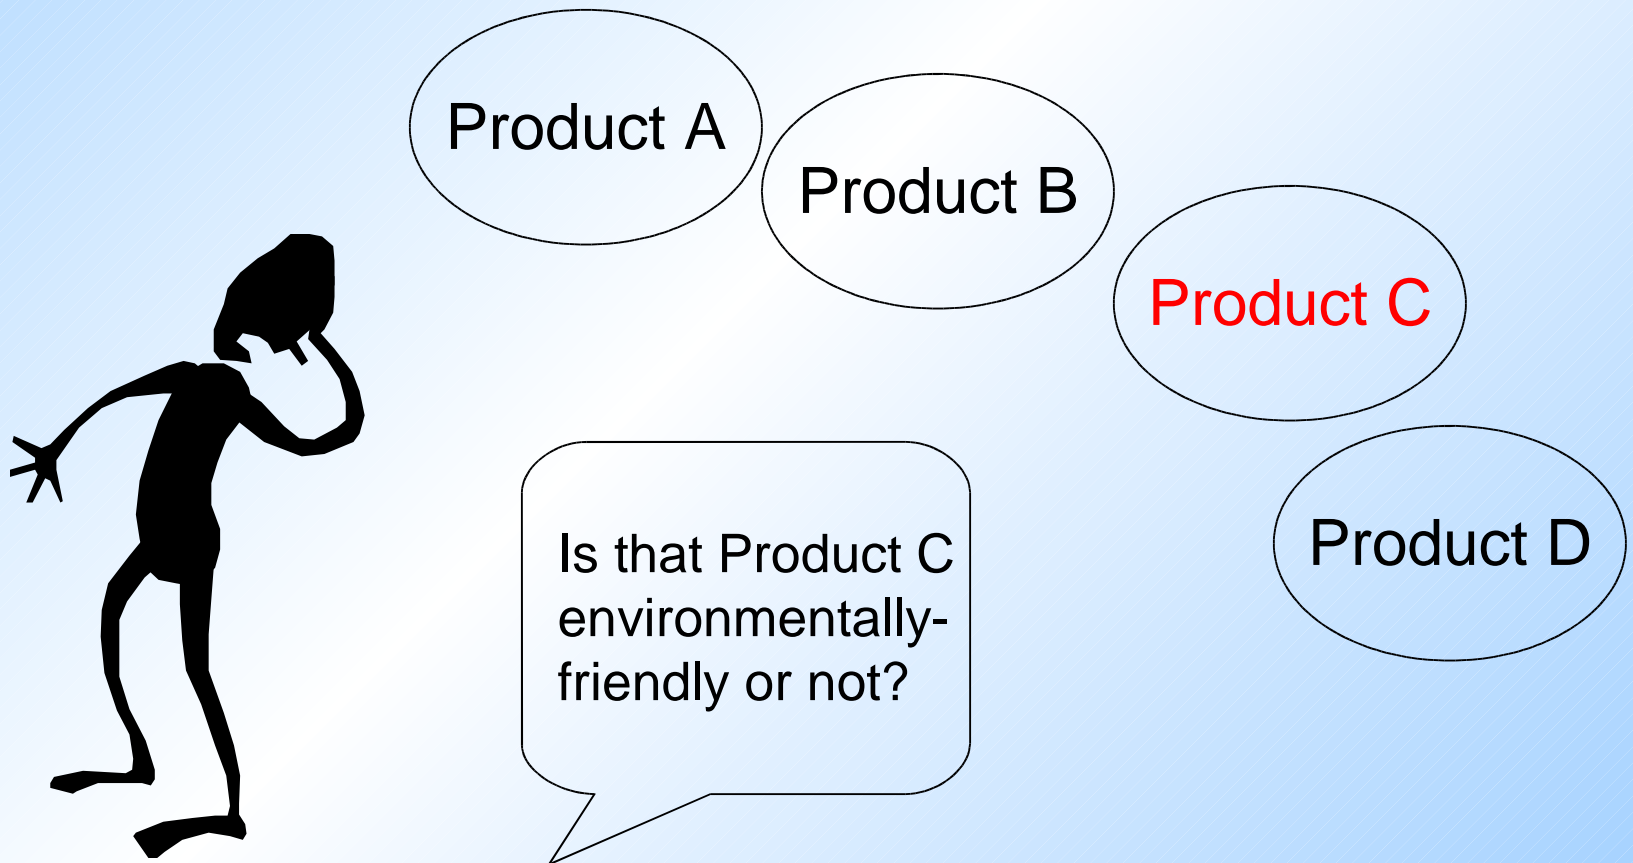 Product A
Product B
Product C
Product D
Is that Product C
environmentally-
friendly or not?